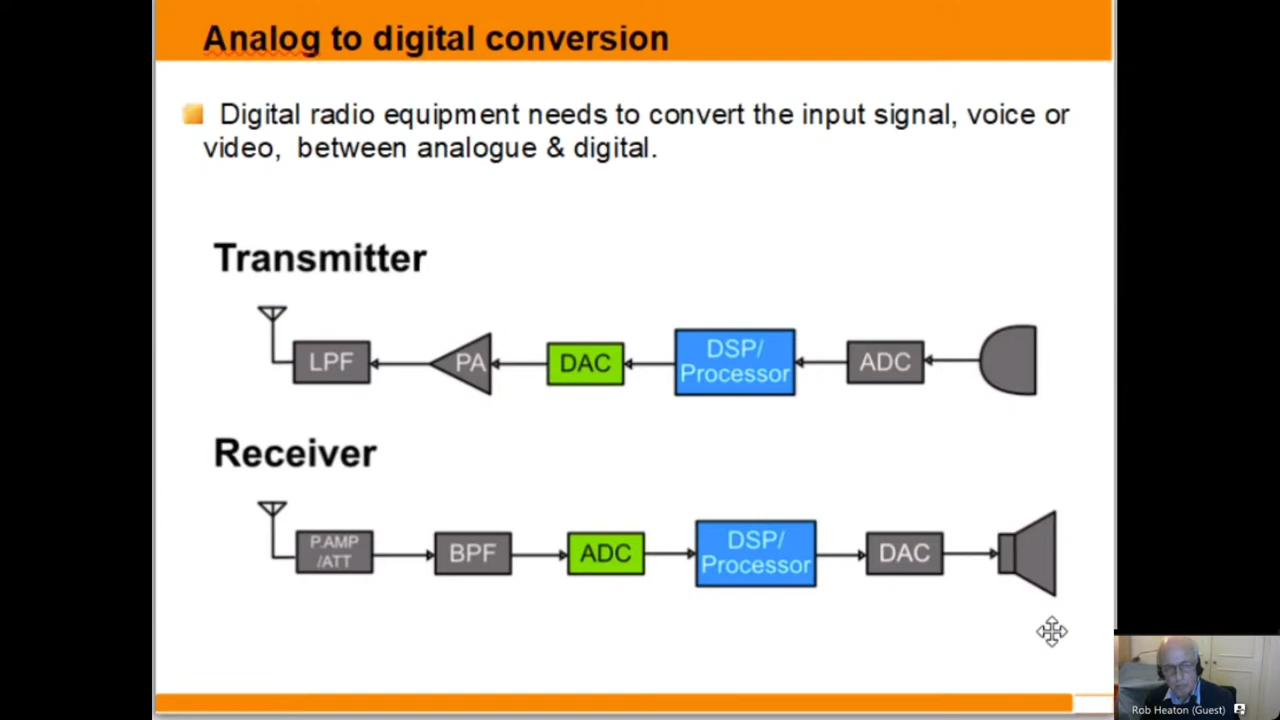 Analog to digital conversion
Digital radio equipment needs to convert the input signal, voice or
video, between analogue & digital.
Transmitter
LPF
PA
DAC
DSP/
Processor
ADC
Receiver
P.AMP
/ATT
BPF
ADC
DSP/
Processor
DAC
Rob Heaton (Guest)